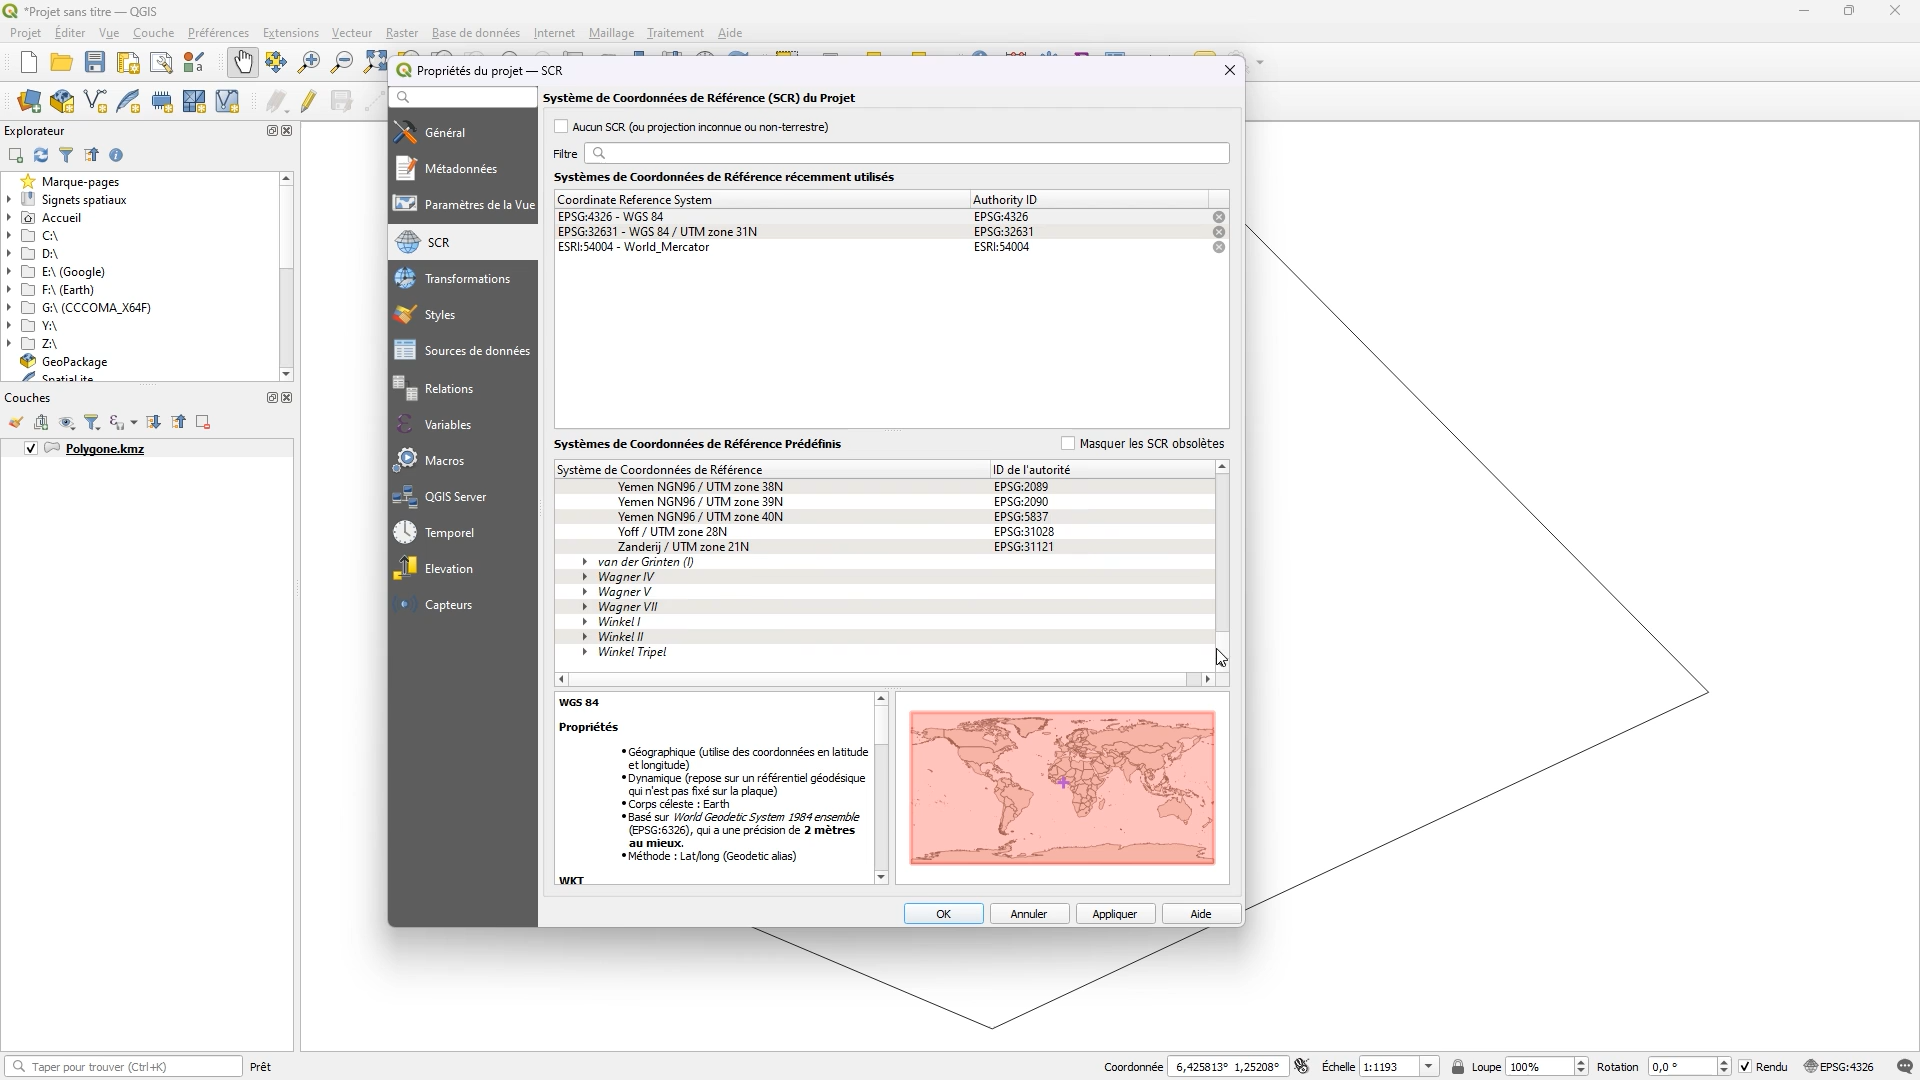 *Projet sans titre — QGIS
Projet Éditer Vue Couche Préférences Extensions Vecteur Raster Base de données Internet Maillage Traitement Aide
Propriétés du projet — SCR
Système de Coordonnées de Référence (SCR) du Projet
Aucun SCR (ou projection inconnue ou non-terrestre)
Filtre
Systèmes de Coordonnées de Référence récemment utilisés
Coordinate Reference System Authority ID
EPSG:4326 - WGS 84 EPSG:4326
EPSG:32631 - WGS 84 / UTM zone 31N EPSG:32631
ESRI:54004 - World_Mercator ESRI:54004
Général
Métadonnées
Paramètres de la Vue
SCR
Transformations
Styles
Sources de données
Relations
Variables
Macros
QGIS Server
Temporel
Elevation
Capteurs
Explorateur
Marque-pages
Signets spatiaux
Accueil
C:\
D:\
E:\ (Google)
F:\ (Earth)
G:\ (CCCOMA_X64F)
Y:\
Z:\
GeoPackage
SpatiaLite
Couches
Polygone.kmz
Systèmes de Coordonnées de Référence Prédéfinis
Masquer les SCR obsolètes
Système de Coordonnées de Référence ID de l'autorité
Yemen NGN96 / UTM zone 38N EPSG:2089
Yemen NGN96 / UTM zone 39N EPSG:2090
Yemen NGN96 / UTM zone 40N EPSG:5837
Yoff / UTM zone 28N EPSG:31028
Zanderij / UTM zone 21N EPSG:31121
van der Grinten (I)
Wagner IV
Wagner V
Wagner VII
Winkel I
Winkel II
Winkel Tripel
WGS 84
Propriétés
• Géographique (utilise des coordonnées en latitude
et longitude)
• Dynamique (repose sur un référentiel géodésique
qui n'est pas fixé sur la plaque)
• Corps céleste : Earth
• Basé sur World Geodetic System 1984 ensemble
(EPSG:6326), qui a une précision de 2 mètres
au mieux.
• Méthode : Lat/long (Geodetic alias)
WKT
OK Annuler Appliquer Aide
Taper pour trouver (Ctrl+K) Prêt Coordonnée 6,425813° 1,25208° Échelle 1:1193 Loupe 100% Rotation 0,0 ° Rendu EPSG:4326